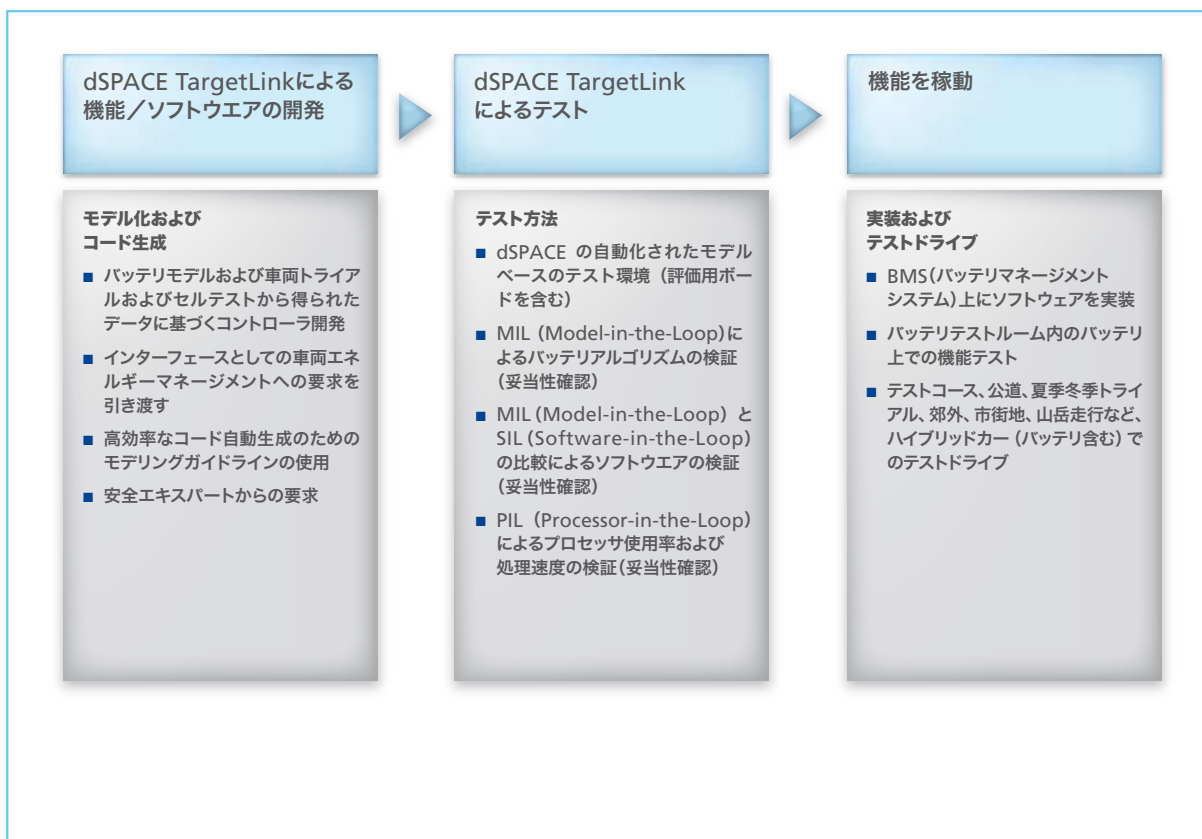 dSPACE TargetLinkによる
機能／ソフトウエアの開発
dSPACE TargetLink
によるテスト
機能を稼動
モデル化および
コード生成
■ バッテリモデルおよび車両トライア
ルおよびセルテストから得られた
データに基づくコントローラ開発
■ インターフェースとしての車両エネ
ルギーマネージメントへの要求を
引き渡す
■ 高効率なコード自動生成のための
モデリングガイドラインの使用
■ 安全エキスパートからの要求
テスト方法
■ dSPACE の自動化されたモデル
ベースのテスト環境（評価用ボー
ドを含む）
■ MIL（Model-in-the-Loop）に
よるバッテリアルゴリズムの検証
（妥当性確認）
■ MIL（Model-in-the-Loop）と
SIL（Software-in-the-Loop）
の比較によるソフトウエアの検証
（妥当性確認）
■ PIL（Processor-in-the-Loop）
によるプロセッサ使用率および
処理速度の検証（妥当性確認）
実装および
テストドライブ
■ BMS（バッテリマネージメント
システム）上にソフトウェアを実装
■ バッテリテストルーム内のバッテリ
上での機能テスト
■ テストコース、公道、夏季冬季トライ
アル、郊外、市街地、山岳走行など、
ハイブリッドカー（バッテリ含む）で
のテストドライブ